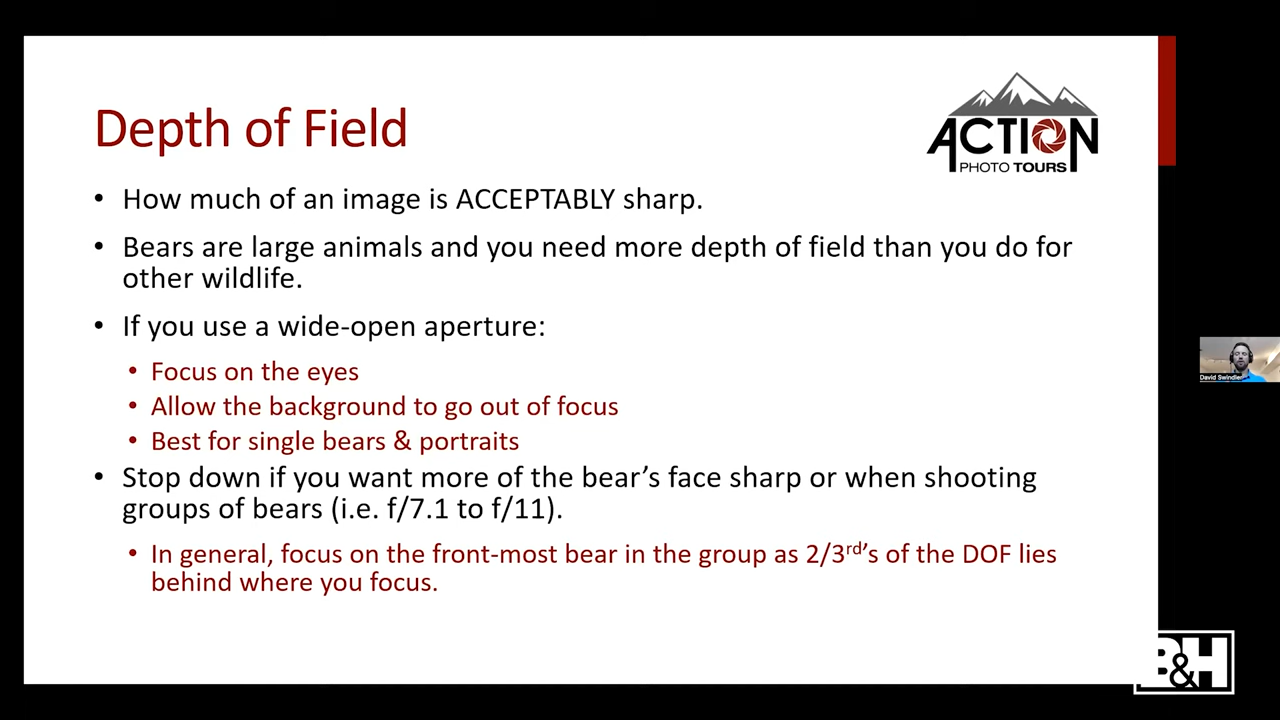 Depth of Field
ACTION
PHOTO TOURS
• How much of an image is ACCEPTABLY sharp.
• Bears are large animals and you need more depth of field than you do for
other wildlife.
• If you use a wide-open aperture:
• Focus on the eyes
• Allow the background to go out of focus
• Best for single bears & portraits
• Stop down if you want more of the bear's face sharp or when shooting
groups of bears (i.e. f/7.1 to f/11).
• In general, focus on the front-most bear in the group as 2/3rd's of the DOF lies
behind where you focus.
David Swindler
B&H